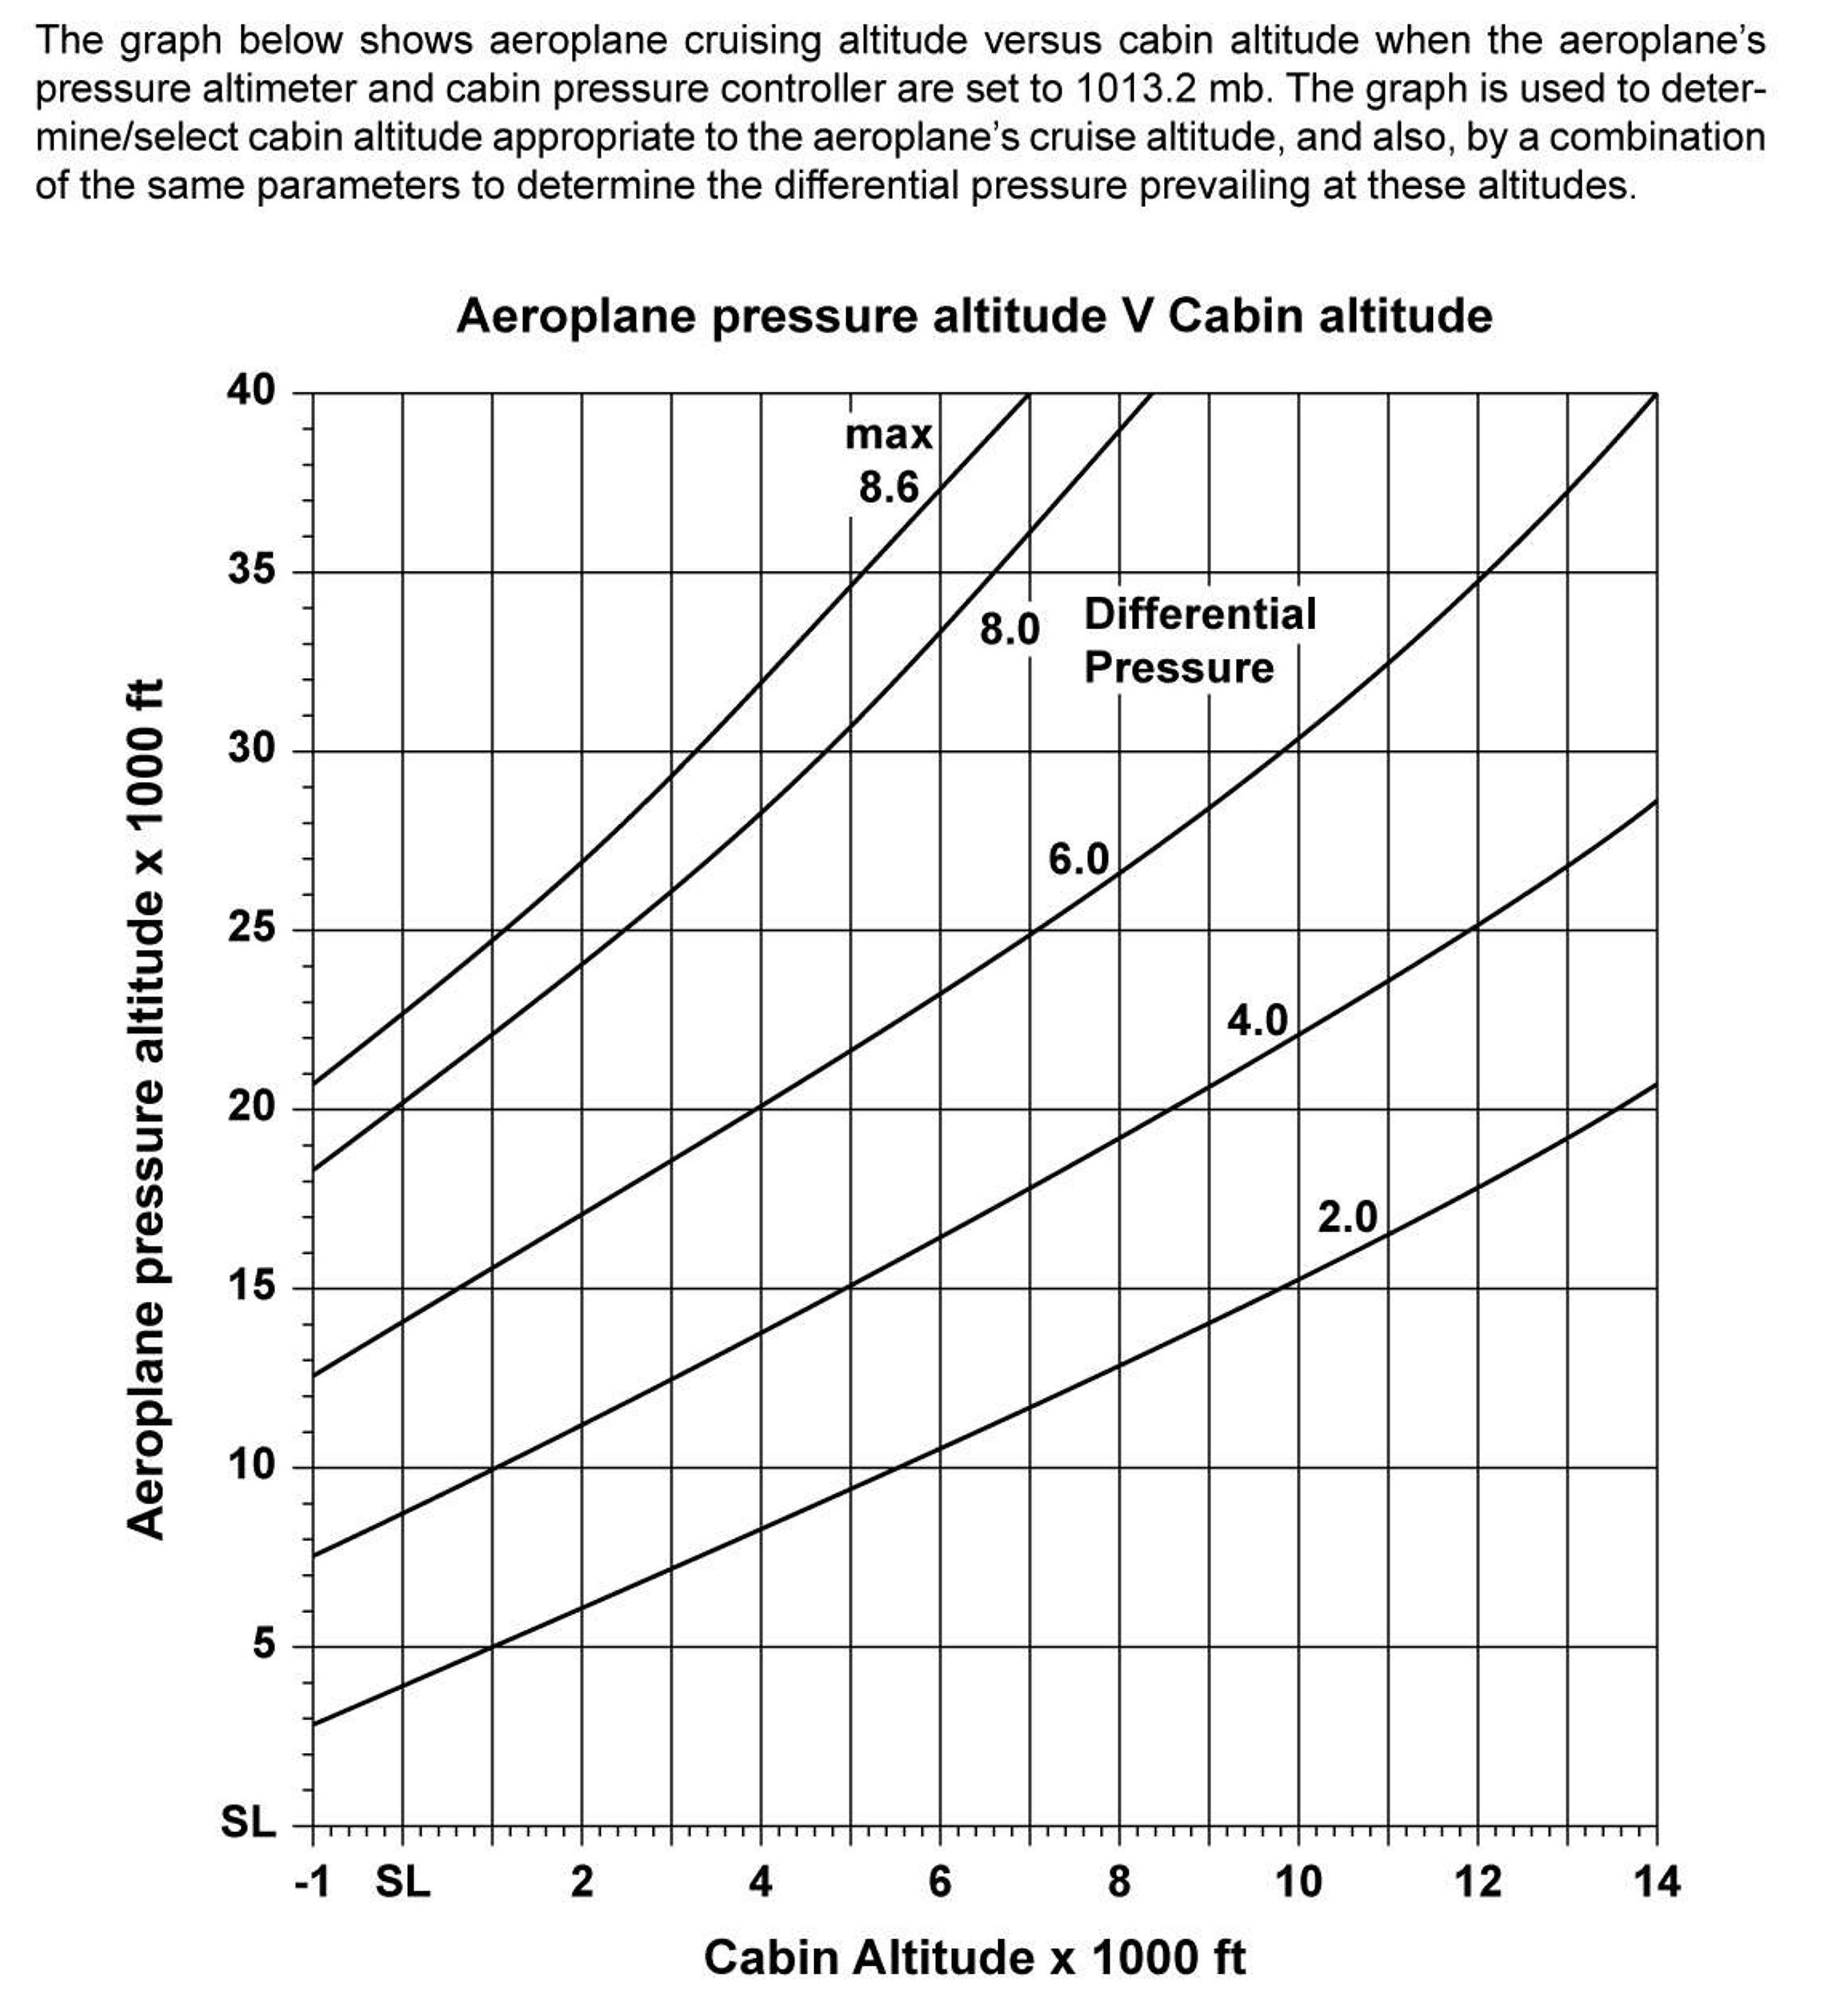 The graph below shows aeroplane cruising altitude versus cabin altitude when the aeroplane’s
pressure altimeter and cabin pressure controller are set to 1013.2 mb. The graph is used to deter-
mine/select cabin altitude appropriate to the aeroplane’s cruise altitude, and also, by a combination
of the same parameters to determine the differential pressure prevailing at these altitudes.
Aeroplane pressure altitude V Cabin altitude
40
max
8.6
35
8.0
Differential
Pressure
30
6.0
25
4.0
20
2.0
15
10
5
SL
Aeroplane pressure altitude x 1000 ft
-1 SL 2 4 6 8 10 12 14
Cabin Altitude x 1000 ft